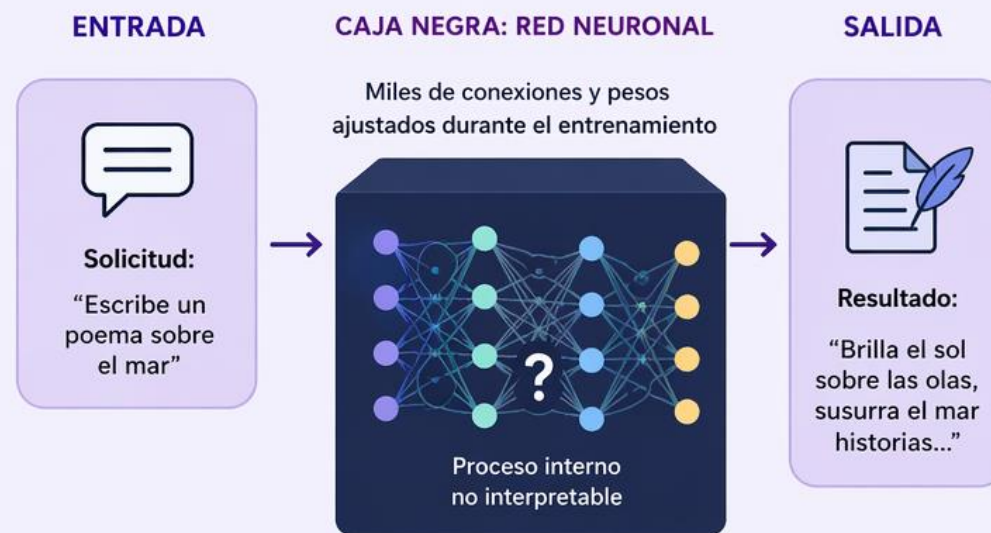 ENTRADA
CAJA NEGRA: RED NEURONAL
SALIDA
Solicitud:
“Escribe un
poema sobre
el mar”
Miles de conexiones y pesos
ajustados durante el entrenamiento
?
Proceso interno
no interpretable
Resultado:
“Brilla el sol
sobre las olas,
susurra el mar
historias...”